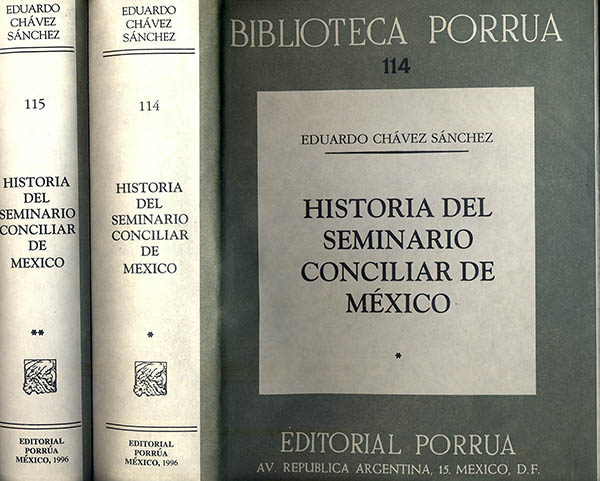 EDUARDO
CHÁVEZ
SÁNCHEZ
115
HISTORIA
DEL
SEMINARIO
CONCILIAR
DE
MEXICO
**
EDITORIAL
PORRÚA
MÉXICO, 1996
EDUARDO
CHÁVEZ
SÁNCHEZ
114
HISTORIA
DEL
SEMINARIO
CONCILIAR
DE
MEXICO
*
EDITORIAL
PORRÚA
MÉXICO, 1996
BIBLIOTECA PORRUA
114
EDUARDO CHÁVEZ SÁNCHEZ
HISTORIA DEL
SEMINARIO
CONCILIAR DE
MÉXICO
*
EDITORIAL PORRUA
AV. REPUBLICA ARGENTINA, 15. MEXICO, D.F.